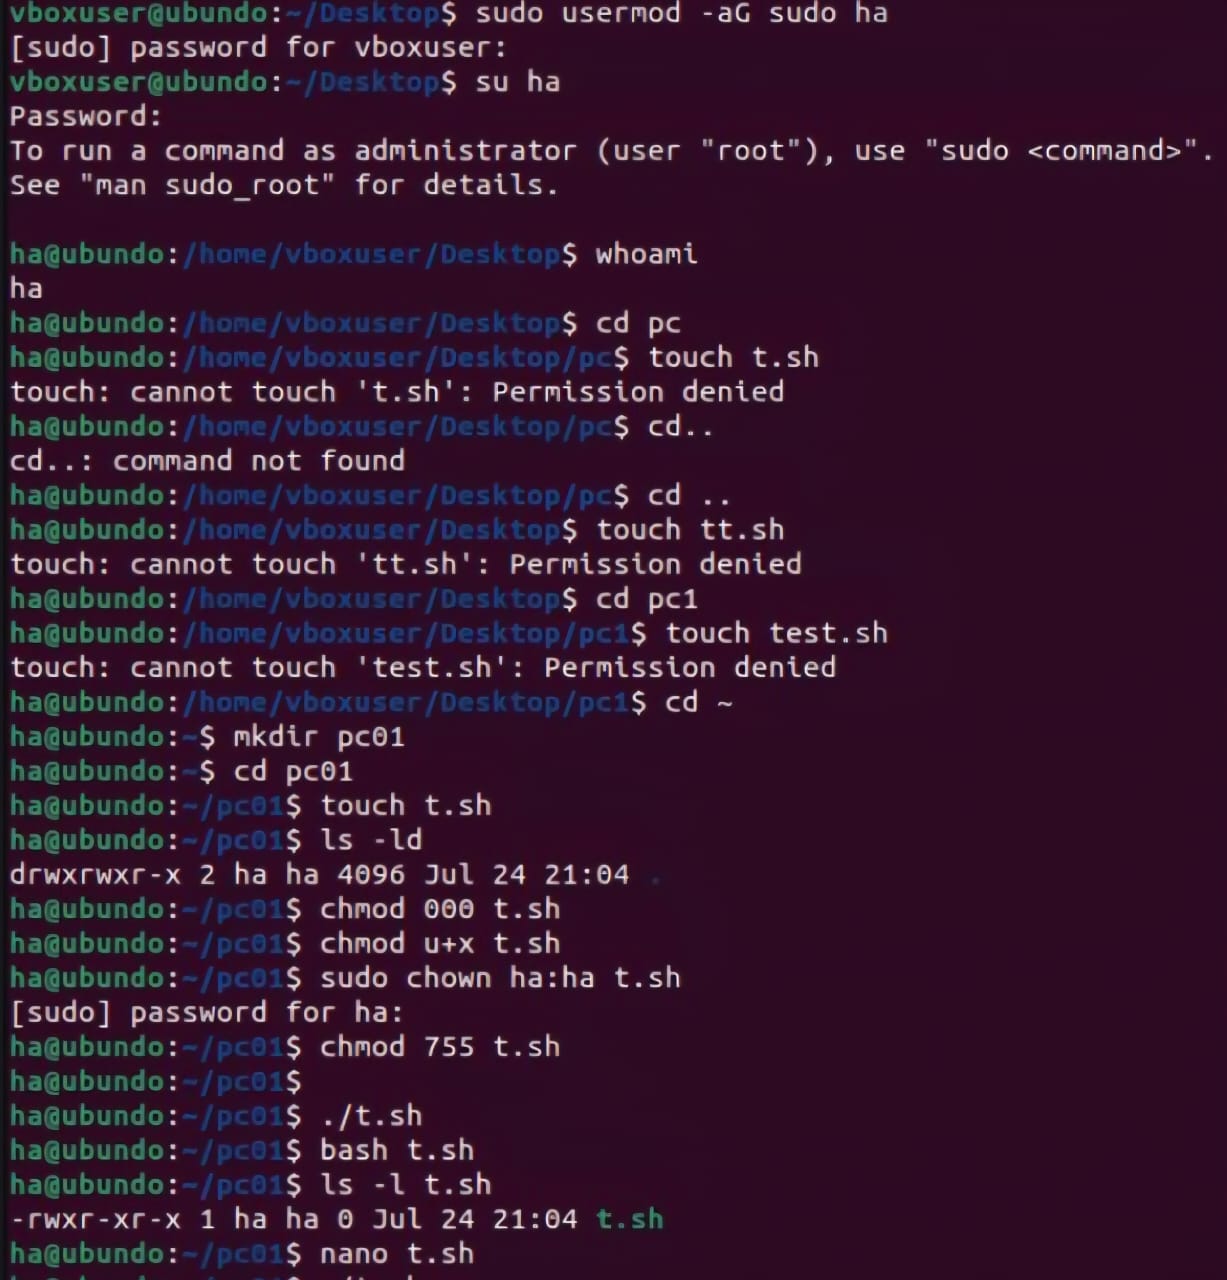 vboxuser@ubundo:~/Desktop$ sudo usermod -aG sudo ha
[sudo] password for vboxuser:
vboxuser@ubundo:~/Desktop$ su ha
Password:
To run a command as administrator (user "root"), use "sudo <command>".
See "man sudo_root" for details.
ha@ubundo:/home/vboxuser/Desktop$ whoami
ha
ha@ubundo:/home/vboxuser/Desktop$ cd pc
ha@ubundo:/home/vboxuser/Desktop/pc$ touch t.sh
touch: cannot touch 't.sh': Permission denied
ha@ubundo:/home/vboxuser/Desktop/pc$ cd..
cd..: command not found
ha@ubundo:/home/vboxuser/Desktop/pc$ cd ..
ha@ubundo:/home/vboxuser/Desktop$ touch tt.sh
touch: cannot touch 'tt.sh': Permission denied
ha@ubundo:/home/vboxuser/Desktop$ cd pc1
ha@ubundo:/home/vboxuser/Desktop/pc1$ touch test.sh
touch: cannot touch 'test.sh': Permission denied
ha@ubundo:/home/vboxuser/Desktop/pc1$ cd ~
ha@ubundo:~$ mkdir pc01
ha@ubundo:~$ cd pc01
ha@ubundo:~/pc01$ touch t.sh
ha@ubundo:~/pc01$ ls -ld
drwxrwxr-x 2 ha ha 4096 Jul 24 21:04 .
ha@ubundo:~/pc01$ chmod 000 t.sh
ha@ubundo:~/pc01$ chmod u+x t.sh
ha@ubundo:~/pc01$ sudo chown ha:ha t.sh
[sudo] password for ha:
ha@ubundo:~/pc01$ chmod 755 t.sh
ha@ubundo:~/pc01$
ha@ubundo:~/pc01$ ./t.sh
ha@ubundo:~/pc01$ bash t.sh
ha@ubundo:~/pc01$ ls -l t.sh
-rwxr-xr-x 1 ha ha 0 Jul 24 21:04 t.sh
ha@ubundo:~/pc01$ nano t.sh